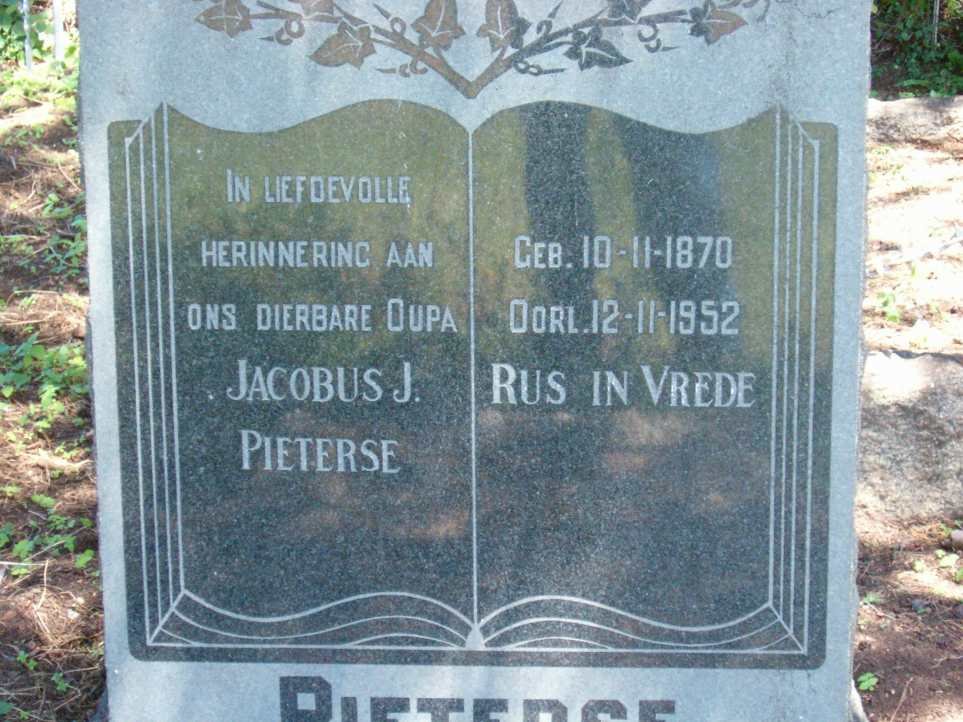 In liefdevolle
herinnering aan
ons dierbare Oupa
Jacobus J.
Pieterse
Geb. 10-11-1870
Oorl. 12-11-1952
Rus in Vrede
Pieterse